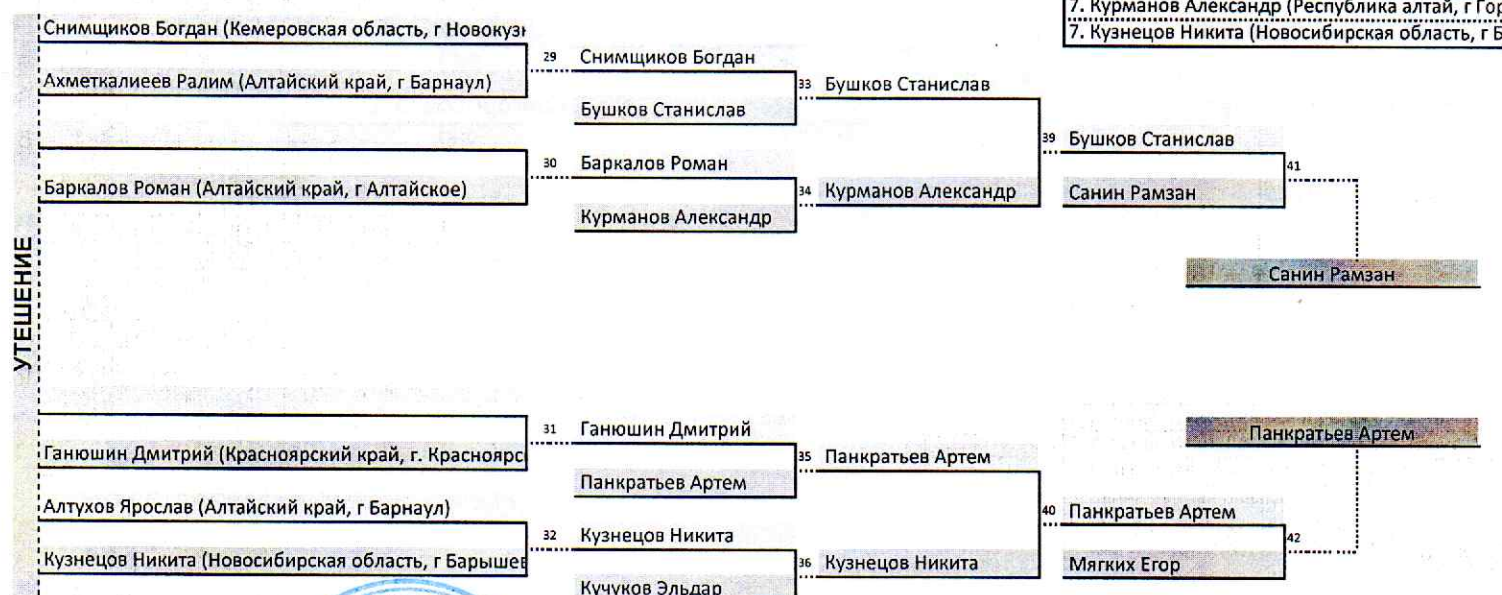 7. Курманов Александр (Республика алтай, г Гор
7. Кузнецов Никита (Новосибирская область, г Б
Снимщиков Богдан (Кемеровская область, г Новокузн
29 Снимщиков Богдан
Ахметкалиеев Ралим (Алтайский край, г Барнаул)
33 Бушков Станислав
Бушков Станислав
39 Бушков Станислав
30 Баркалов Роман
41
Баркалов Роман (Алтайский край, г Алтайское)
34 Курманов Александр
Санин Рамзан
Курманов Александр
УТЕШЕНИЕ
Санин Рамзан
31 Ганюшин Дмитрий
Панкратьев Артем
Ганюшин Дмитрий (Красноярский край, г. Красноярс
35 Панкратьев Артем
Панкратьев Артем
Алтухов Ярослав (Алтайский край, г Барнаул)
40 Панкратьев Артем
32 Кузнецов Никита
42
Кузнецов Никита (Новосибирская область, г Барышев
36 Кузнецов Никита
Мягких Егор
Кучуков Эльдар